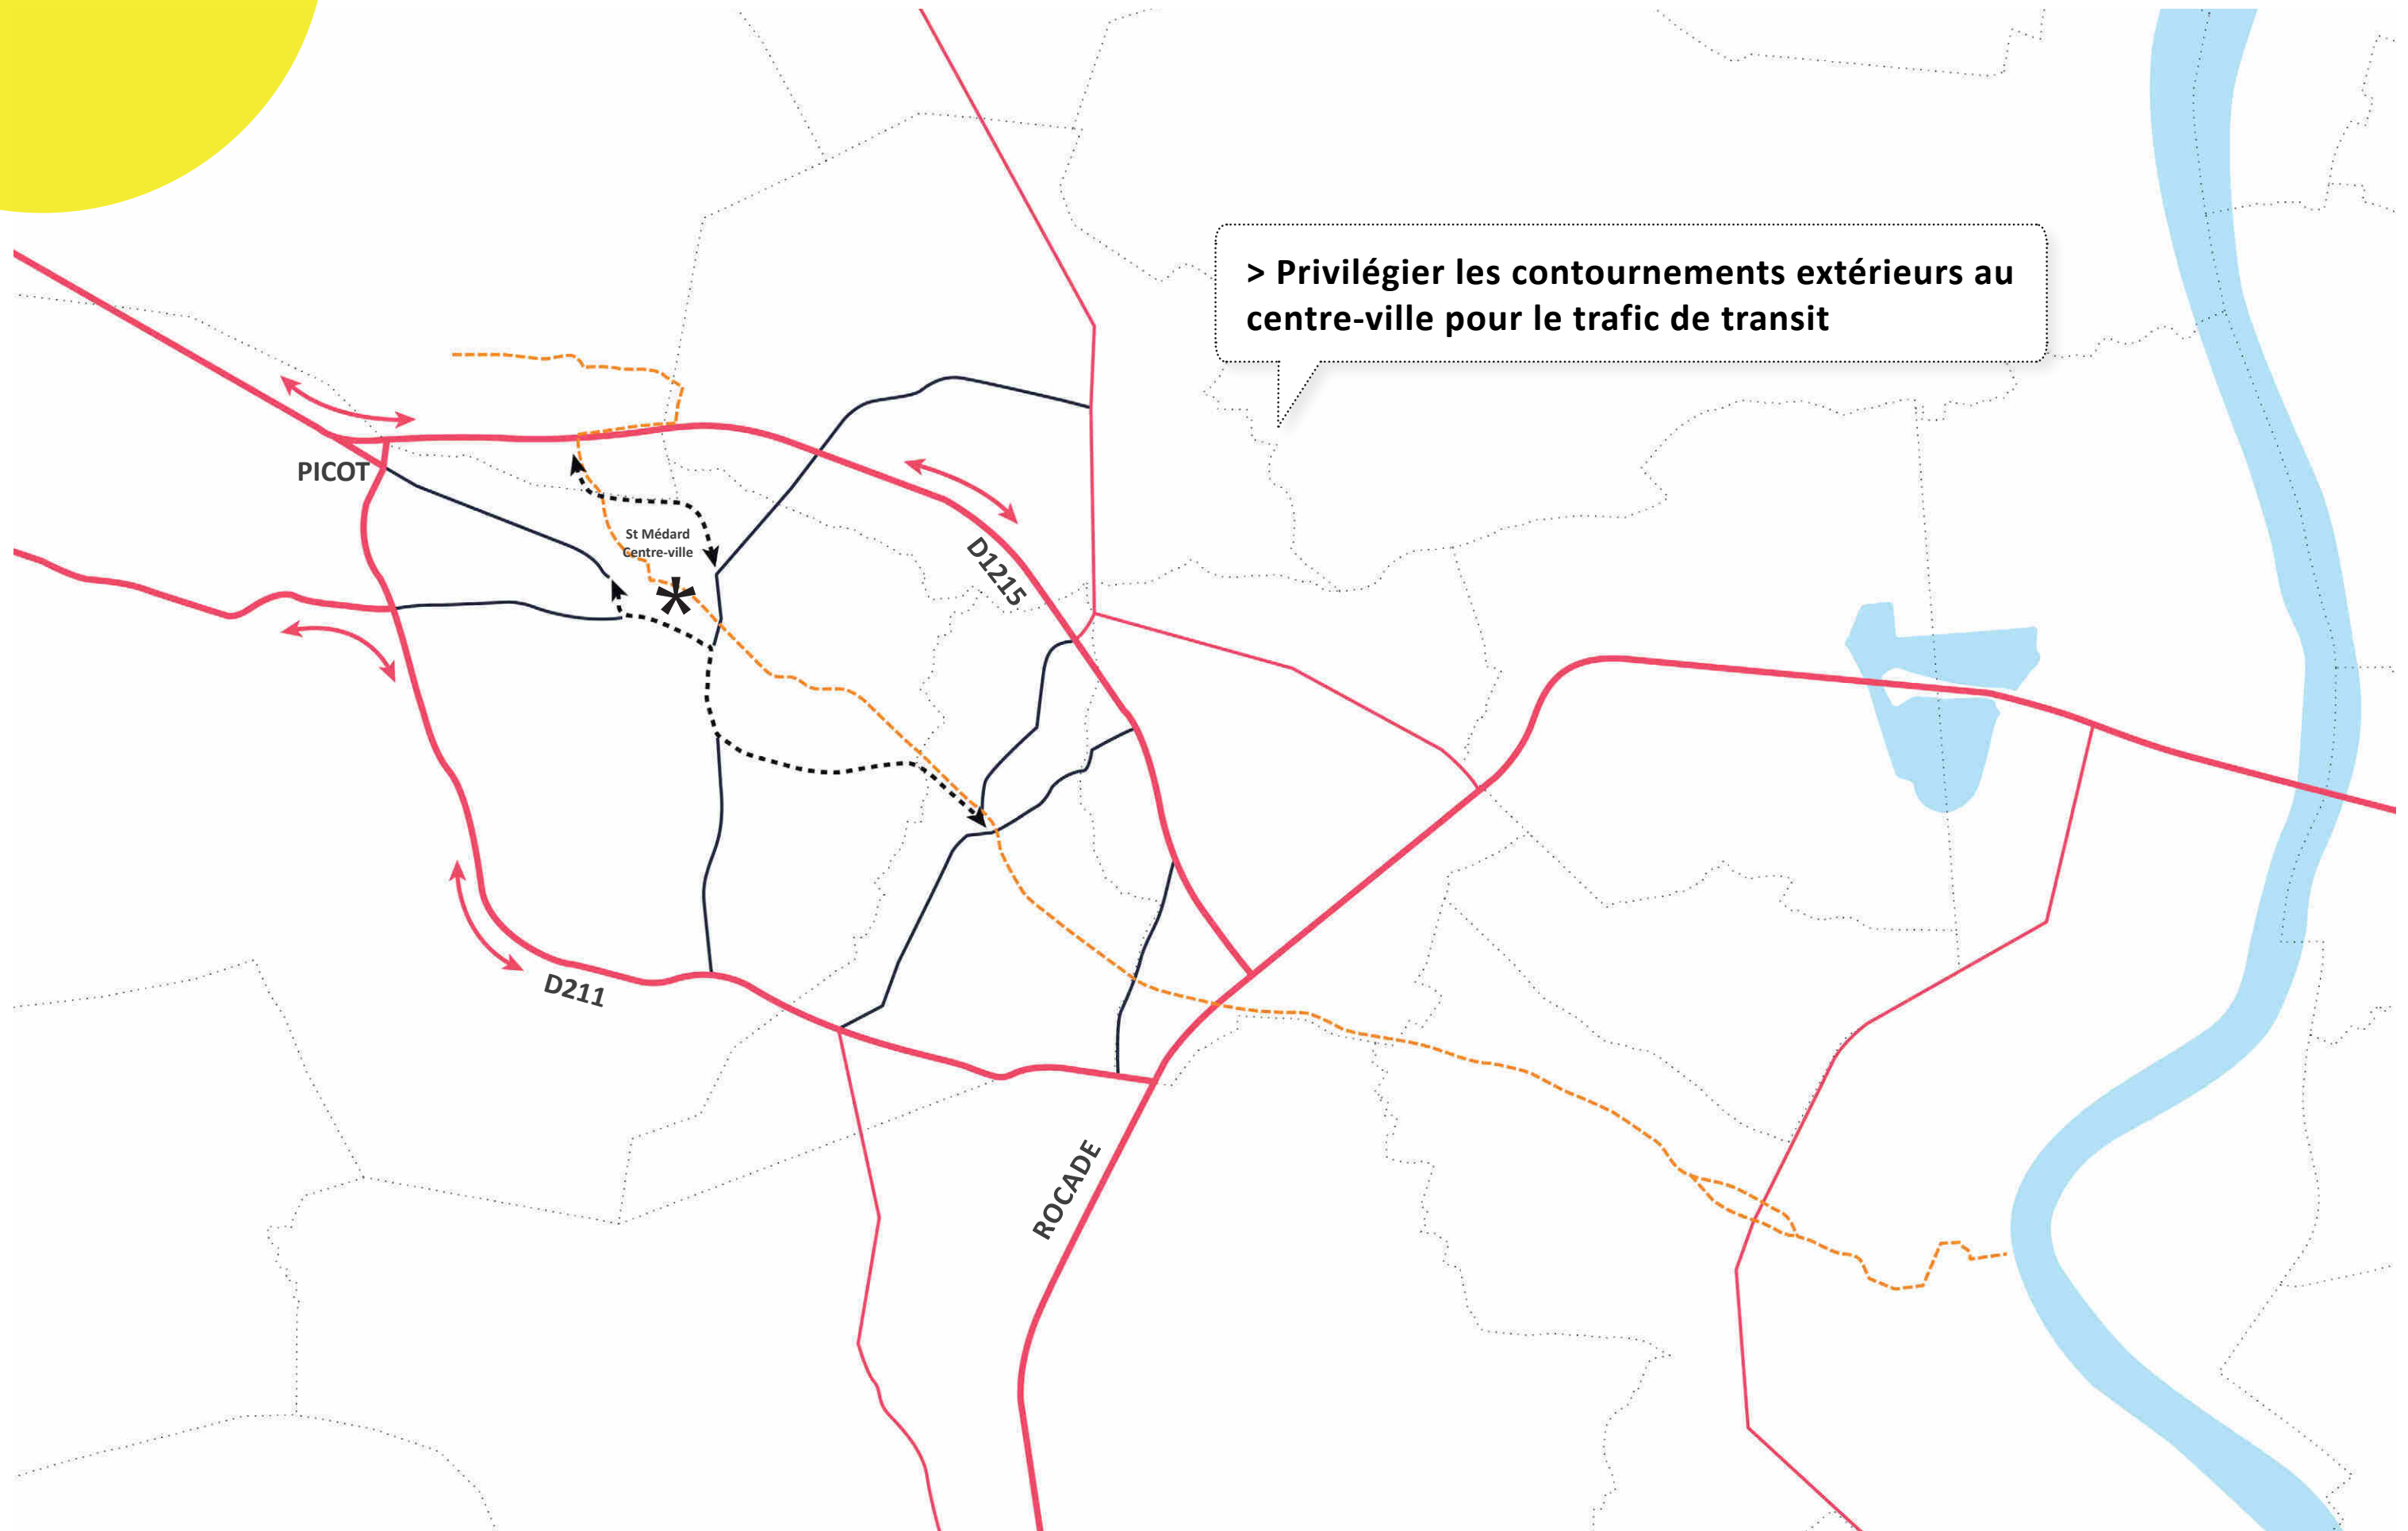 > Privilégier les contournements extérieurs au
centre-ville pour le trafic de transit
PICOT
St Médard
Centre-ville
*
D1215
D211
ROCADE